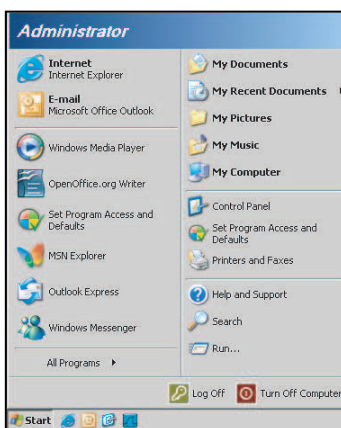 Administrator
Internet
Internet Explorer
E-mail
Microsoft Office Outlook
Windows Media Player
OpenOffice.org Writer
Set Program Access and
Defaults
MSN Explorer
Outlook Express
Windows Messenger
All Programs
My Documents
My Recent Documents
My Pictures
My Music
My Computer
Control Panel
Set Program Access and
Defaults
Printers and Faxes
Help and Support
Search
Run...
Log Off
Turn Off Computer
Start